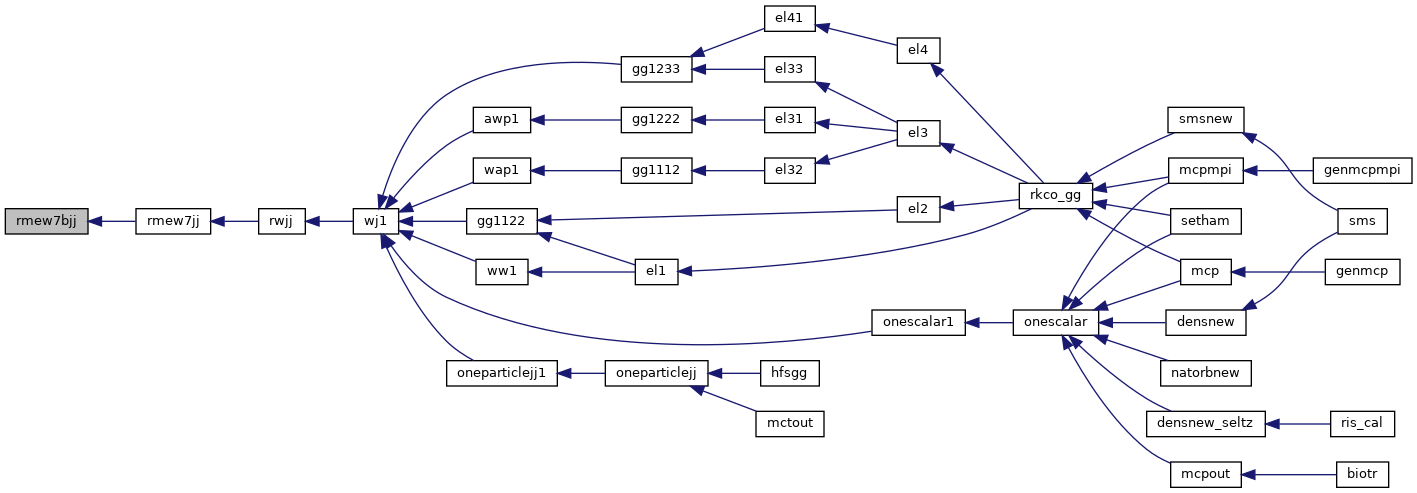 el41
el4
gg1233
el33
smsnew
awp1
gg1222
el31
el3
wap1
gg1112
el32
mcpmpi
genmcpmpi
rkco_gg
rmew7bjj
rmew7jj
rwjj
wj1
gg1122
el2
setham
sms
ww1
el1
mcp
genmcp
onescalar1
onescalar
densnew
oneparticlejj1
oneparticlejj
hfsgg
natorbnew
mctout
densnew_seltz
ris_cal
mcpout
biotr